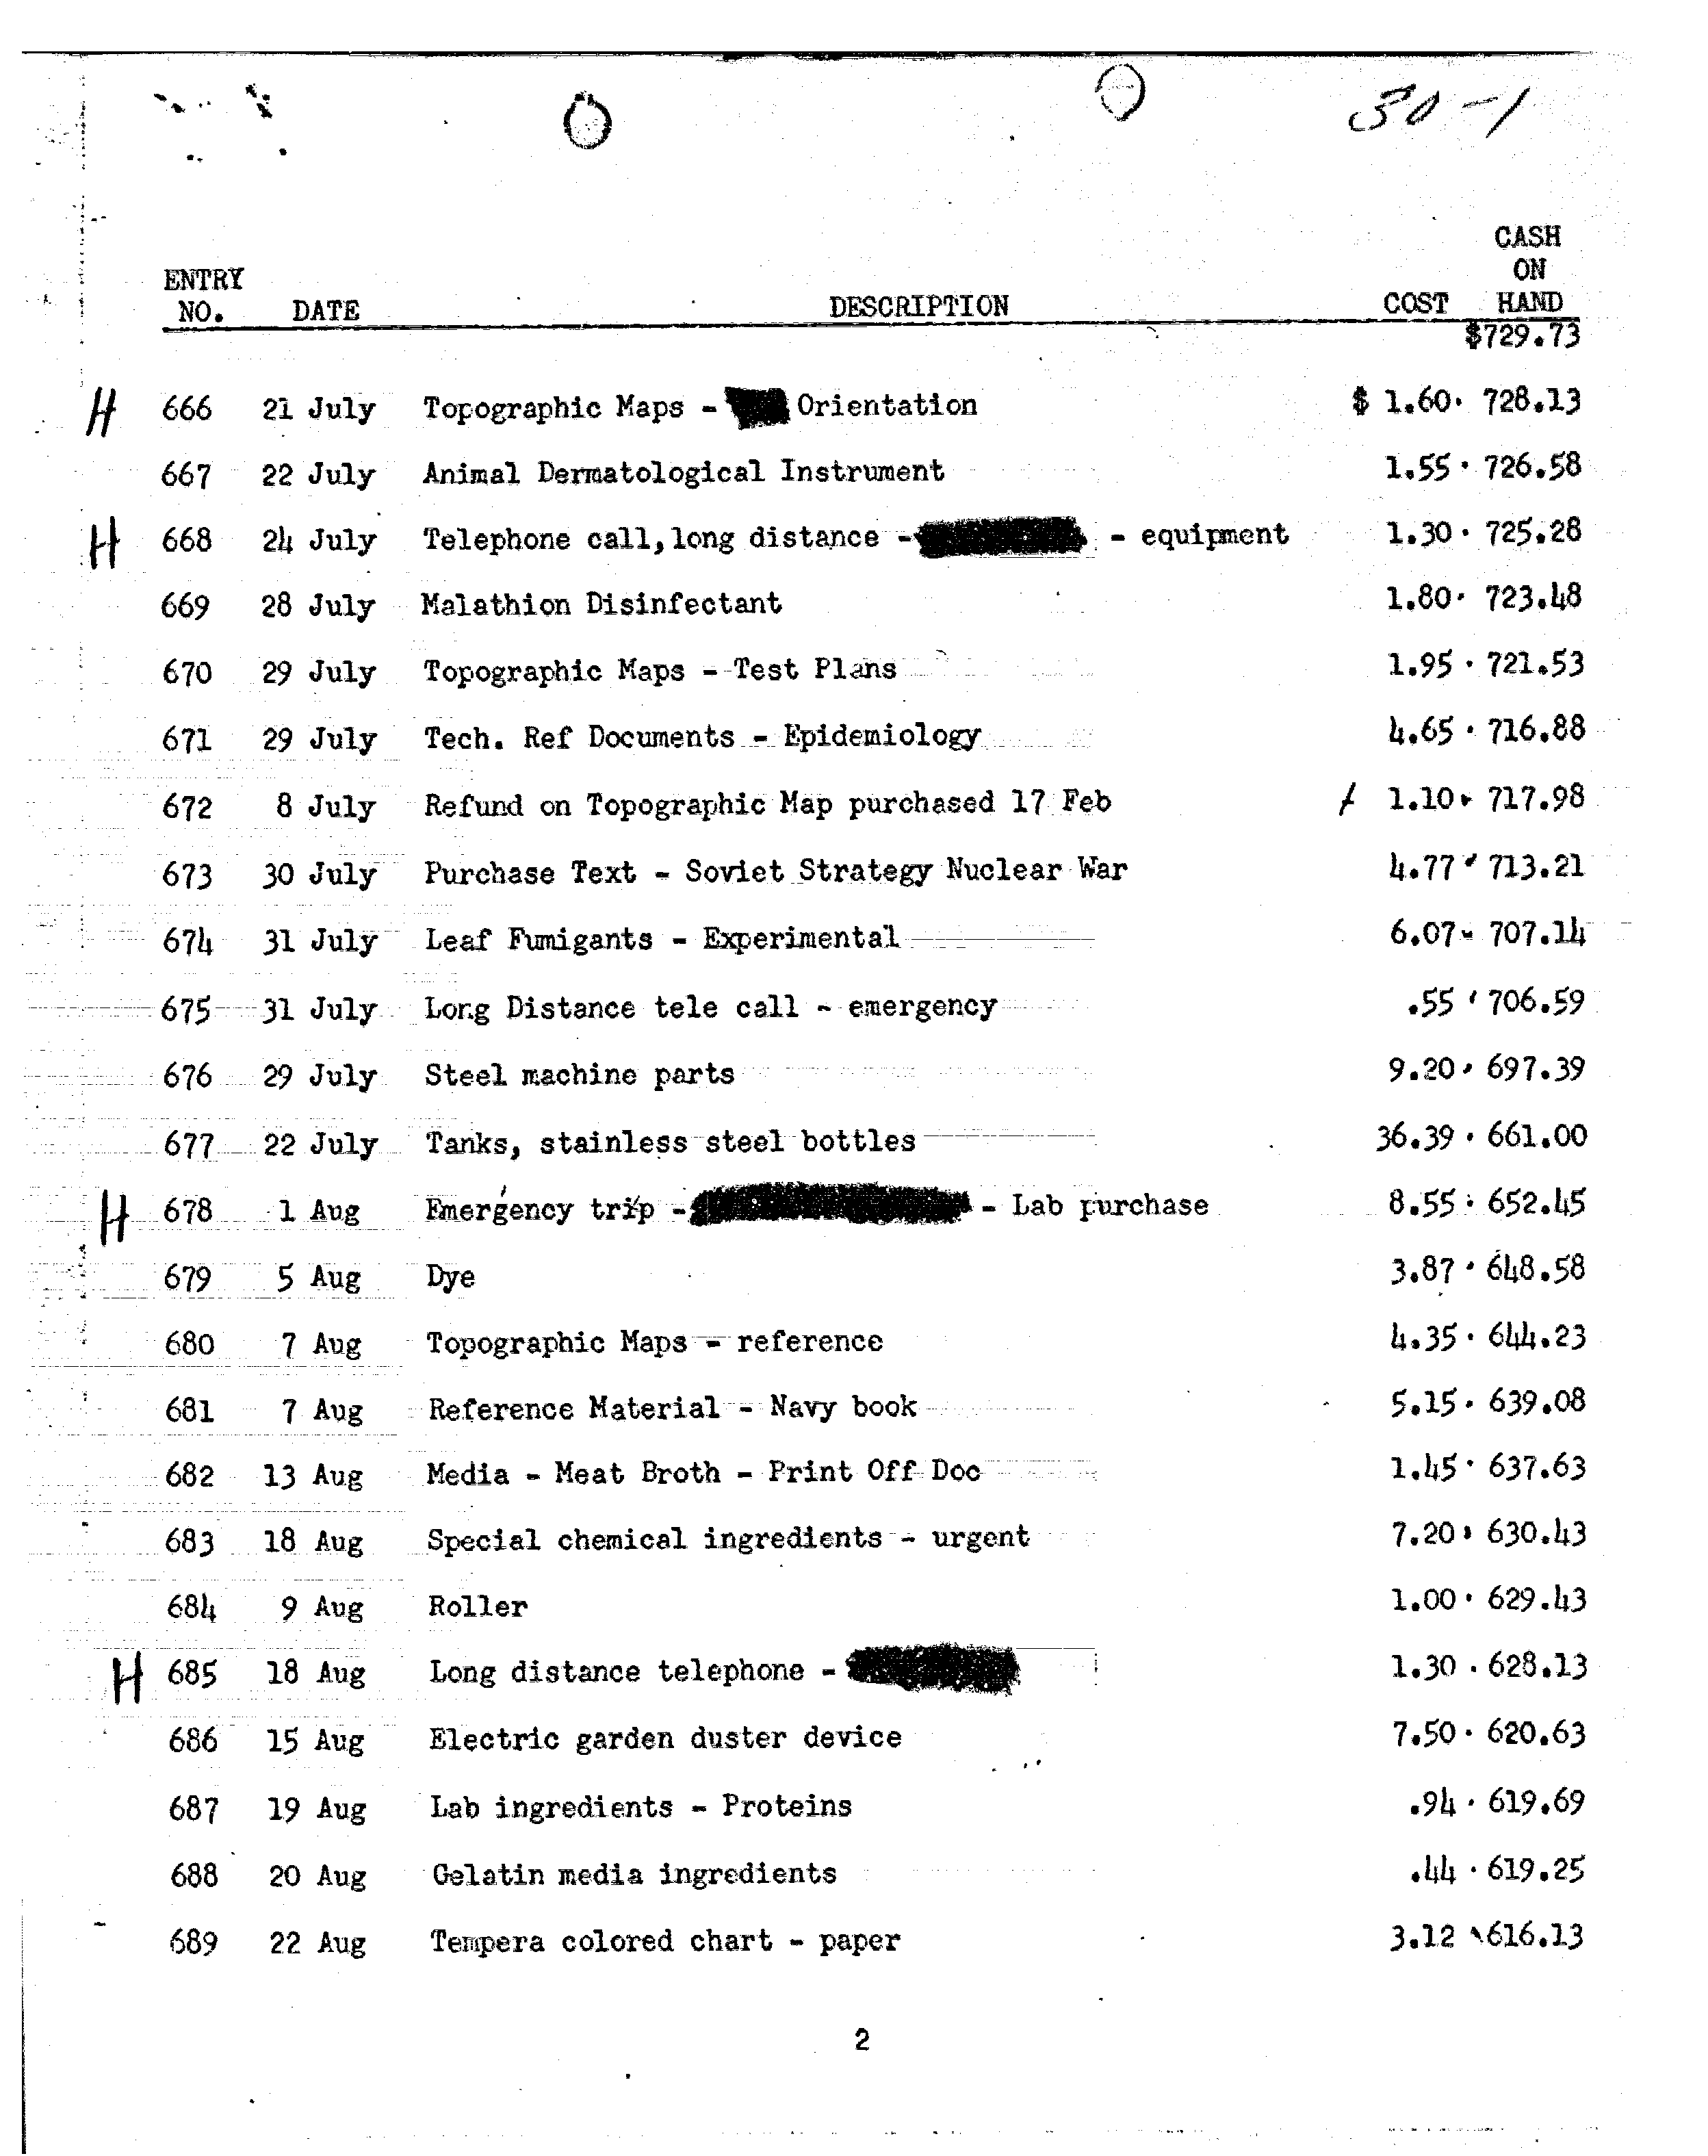 30-1
CASH
ENTRY ON
NO. DATE DESCRIPTION COST HAND
$729.73
H 666 21 July Topographic Maps - Orientation $ 1.60 728.13
667 22 July Animal Dermatological Instrument 1.55 726.58
H 668 24 July Telephone call,long distance - - equipment 1.30 725.28
669 28 July Malathion Disinfectant 1.80 723.48
670 29 July Topographic Maps - Test Plans 1.95 721.53
671 29 July Tech. Ref Documents - Epidemiology 4.65 716.88
672 8 July Refund on Topographic Map purchased 17 Feb 1.10 717.98
673 30 July Purchase Text - Soviet Strategy Nuclear War 4.77 713.21
674 31 July Leaf Fumigants - Experimental 6.07 707.14
675 31 July Long Distance tele call - emergency .55 706.59
676 29 July Steel machine parts 9.20 697.39
677 22 July Tanks, stainless steel bottles 36.39 661.00
H 678 1 Aug Emergency trip - - Lab purchase 8.55 652.45
679 5 Aug Dye 3.87 648.58
680 7 Aug Topographic Maps - reference 4.35 644.23
681 7 Aug Reference Material - Navy book 5.15 639.08
682 13 Aug Media - Meat Broth - Print Off Doc 1.45 637.63
683 18 Aug Special chemical ingredients - urgent 7.20 630.43
684 9 Aug Roller 1.00 629.43
H 685 18 Aug Long distance telephone - 1.30 628.13
686 15 Aug Electric garden duster device 7.50 620.63
687 19 Aug Lab ingredients - Proteins .94 619.69
688 20 Aug Gelatin media ingredients .44 619.25
689 22 Aug Tempera colored chart - paper 3.12 616.13
2